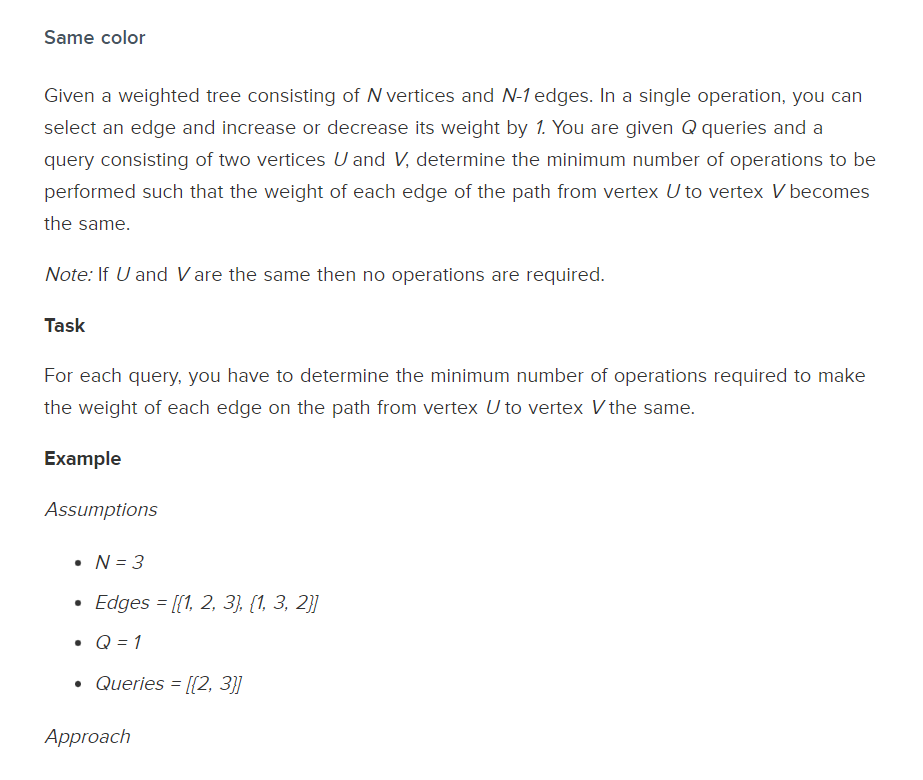 Same color
Given a weighted tree consisting of N vertices and N-1 edges. In a single operation, you can
select an edge and increase or decrease its weight by 1. You are given Q queries and a
query consisting of two vertices U and V, determine the minimum number of operations to be
performed such that the weight of each edge of the path from vertex U to vertex V becomes
the same.
Note: If U and V are the same then no operations are required.
Task
For each query, you have to determine the minimum number of operations required to make
the weight of each edge on the path from vertex U to vertex V the same.
Example
Assumptions
• N = 3
• Edges = [{1, 2, 3}, {1, 3, 2}]
• Q = 1
• Queries = [{2, 3}]
Approach